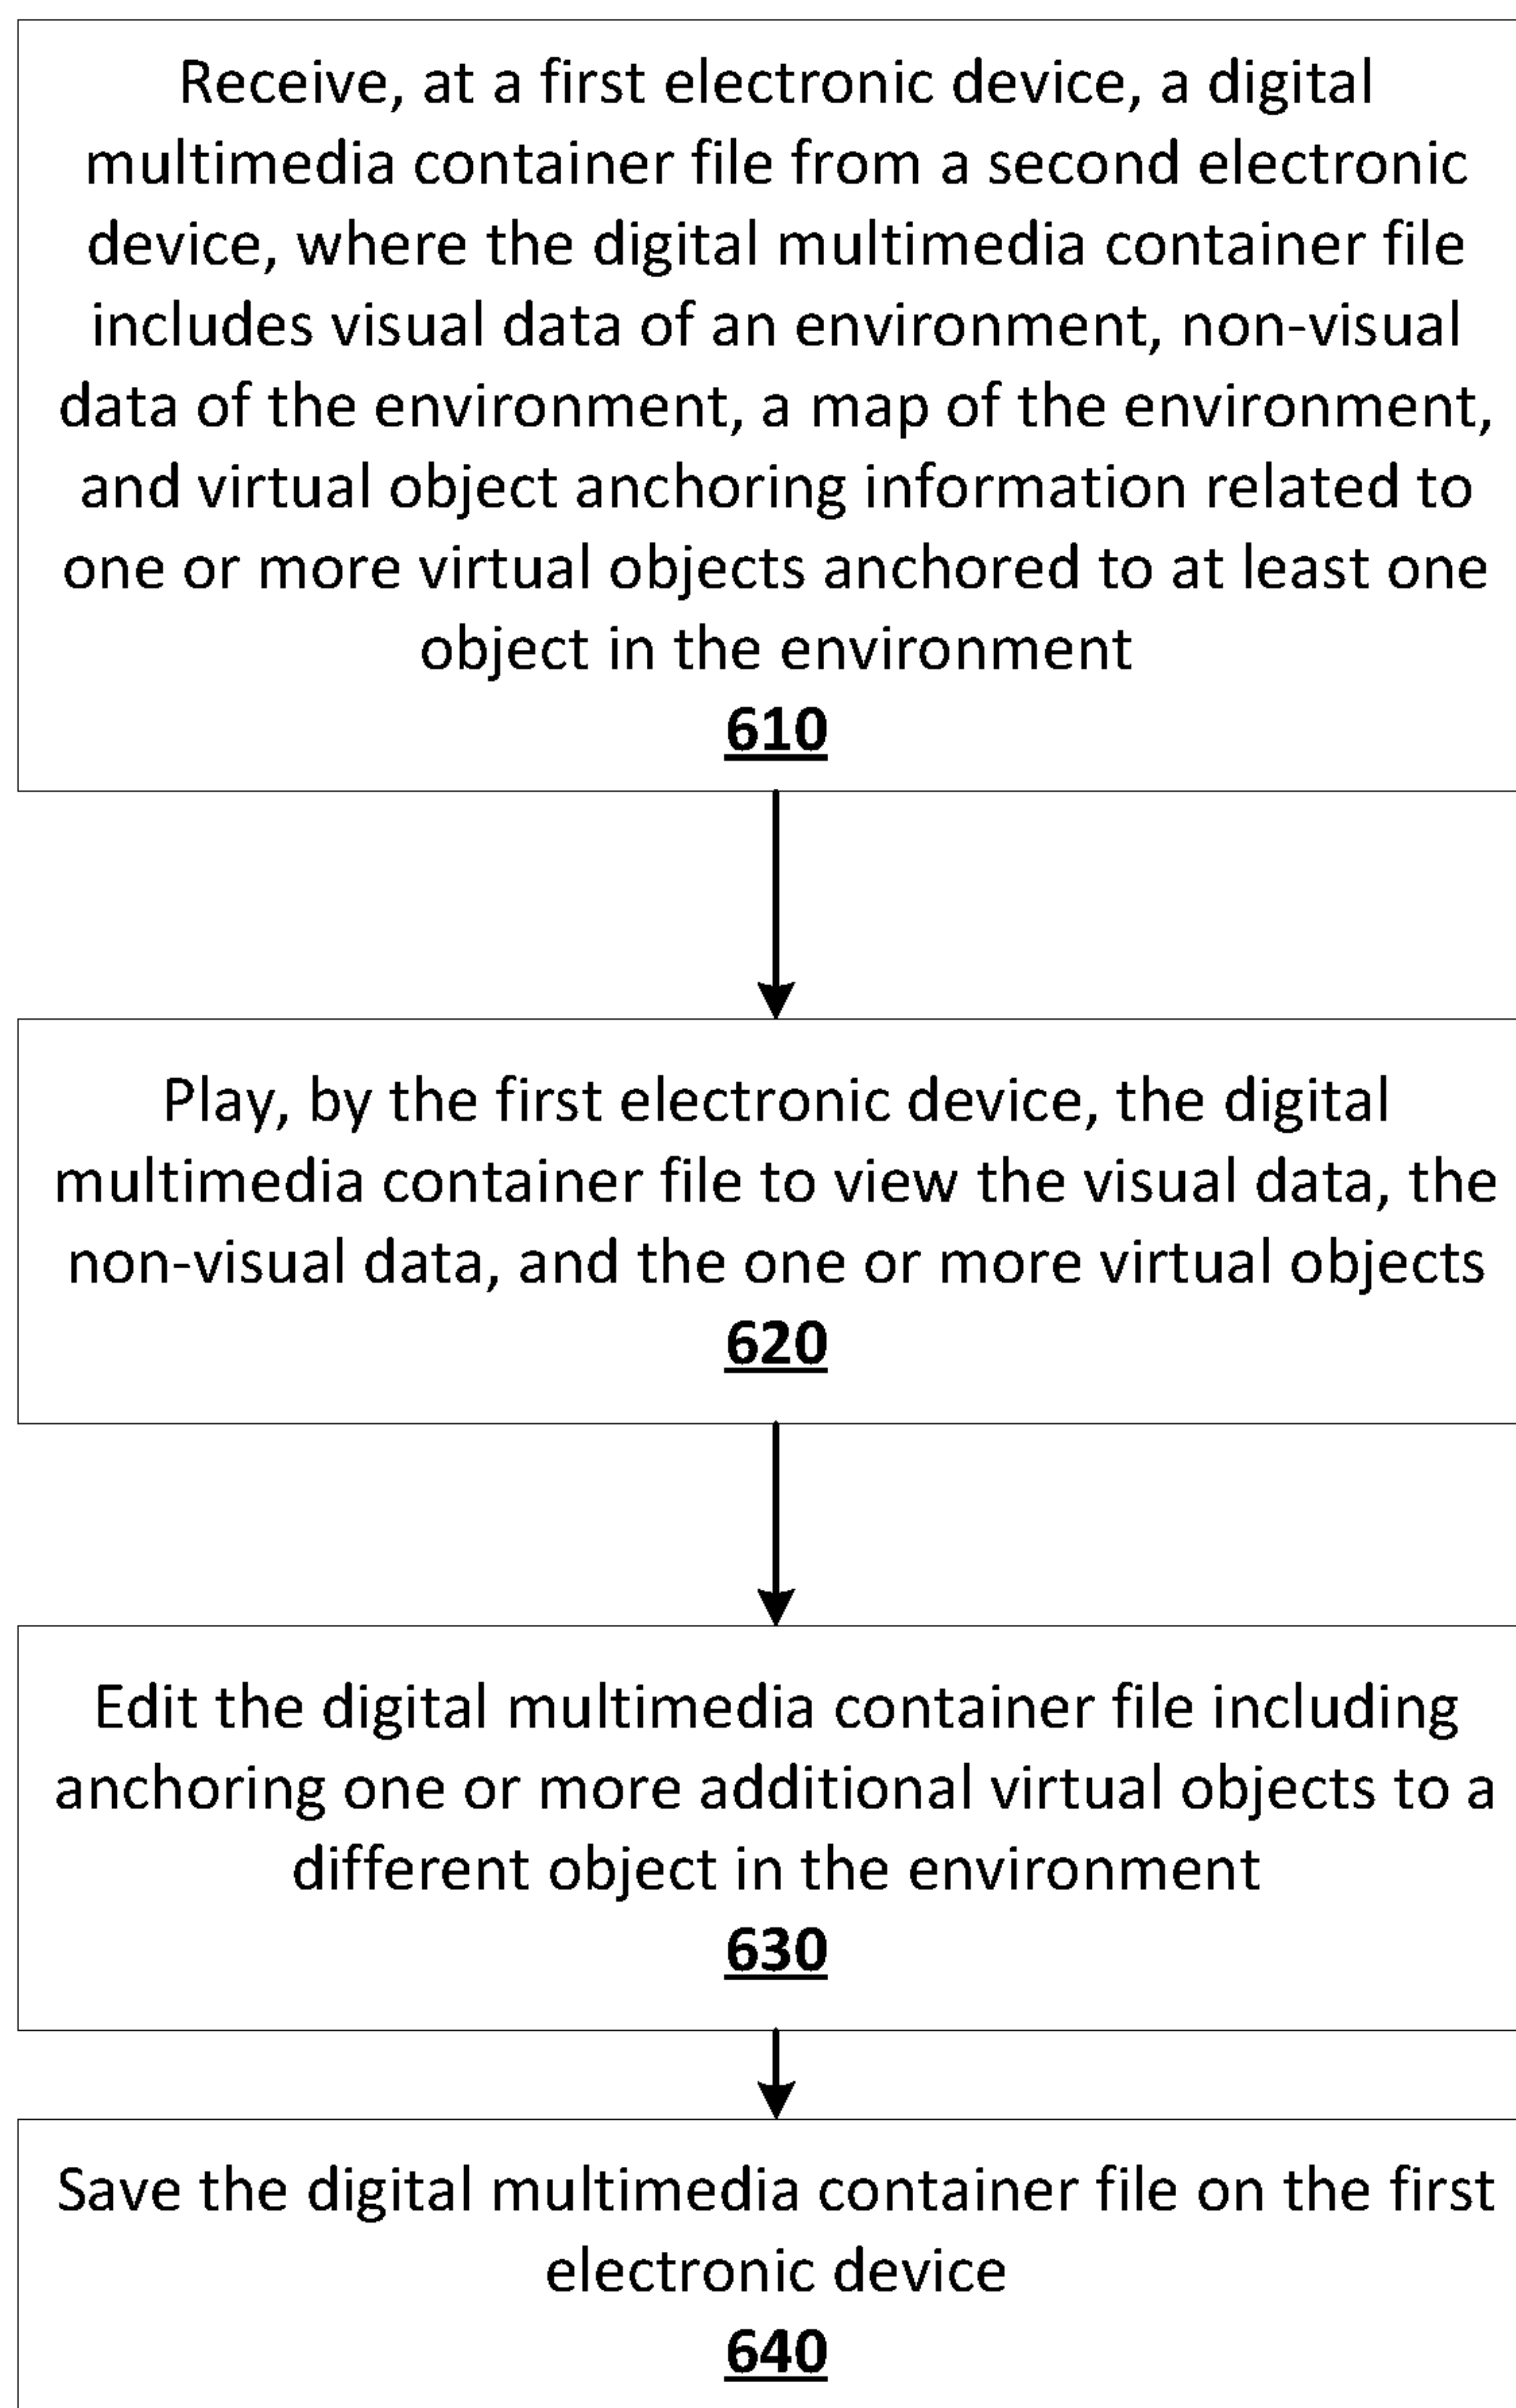 Receive, at a first electronic device, a digital
multimedia container file from a second electronic
device, where the digital multimedia container file
includes visual data of an environment, non-visual
data of the environment, a map of the environment,
and virtual object anchoring information related to
one or more virtual objects anchored to at least one
object in the environment
610
Play, by the first electronic device, the digital
multimedia container file to view the visual data, the
non-visual data, and the one or more virtual objects
620
Edit the digital multimedia container file including
anchoring one or more additional virtual objects to a
different object in the environment
630
Save the digital multimedia container file on the first
electronic device
640